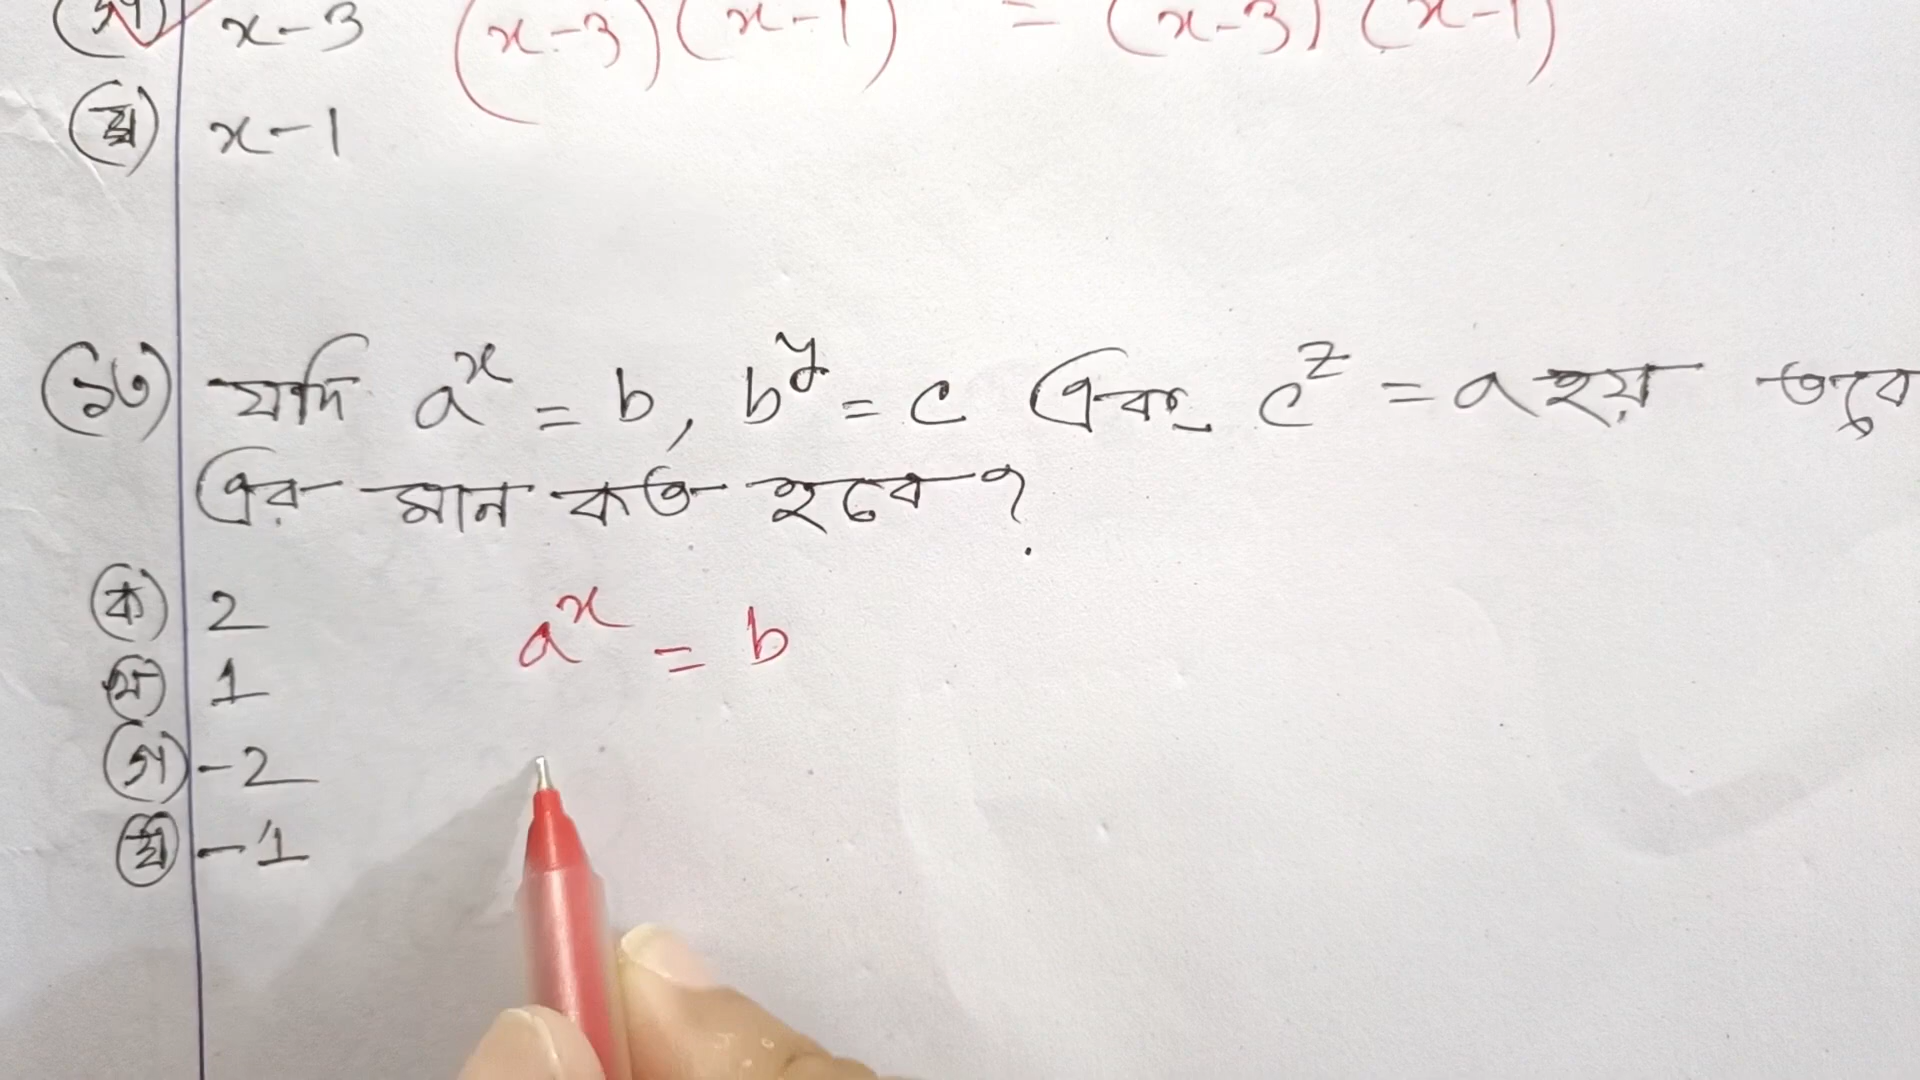 (গ) x-3 (x-3)(x-1) = (x-3)(x-1)
(ঘ) x-1
(১৩) যদি a^x = b, b^y = c এবং c^z = a হয় তবে
এর মান কত হবে?
(ক) 2 a^x = b
(খ) 1
(গ) -2
(ঘ) -1